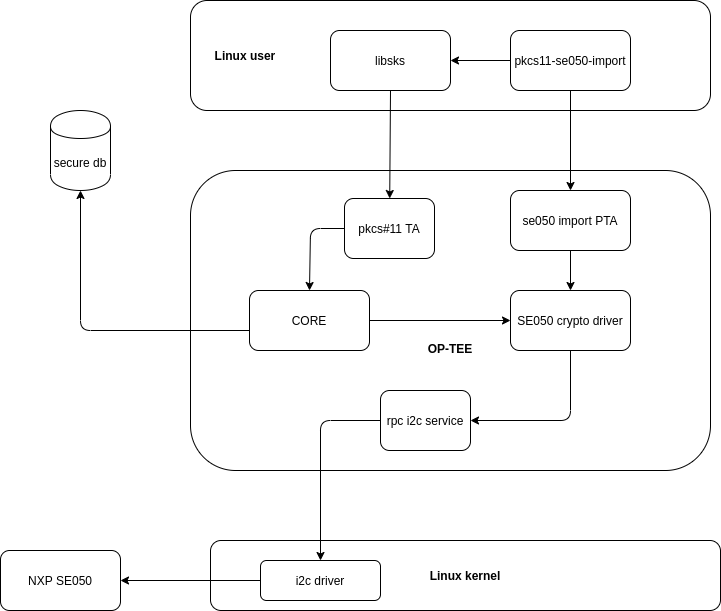 Linux user
libsks
pkcs11-se050-import
secure db
pkcs#11 TA
se050 import PTA
CORE
SE050 crypto driver
OP-TEE
rpc i2c service
NXP SE050
i2c driver
Linux kernel